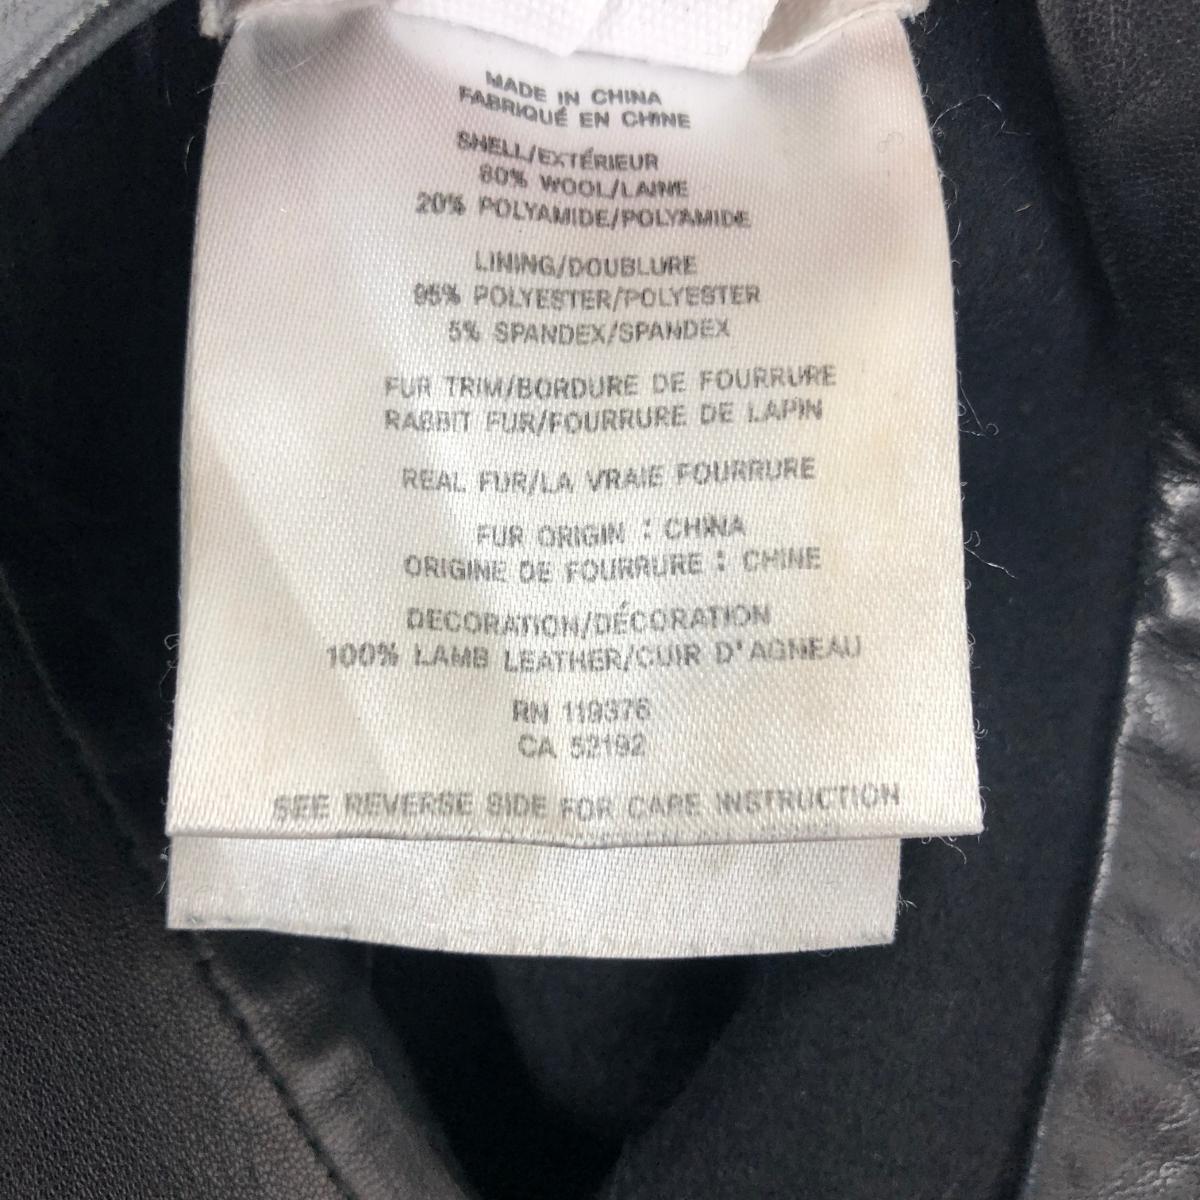 MADE IN CHINA
FABRIQUÉ EN CHINE
SHELL/EXTÉRIEUR
80% WOOL/LAINE
20% POLYAMIDE/POLYAMIDE
LINING/DOUBLURE
95% POLYESTER/POLYESTER
5% SPANDEX/SPANDEX
FUR TRIM/BORDURE DE FOURRURE
RABBIT FUR/FOURRURE DE LAPIN
REAL FUR/LA VRAIE FOURRURE
FUR ORIGIN : CHINA
ORIGINE DE FOURRURE : CHINE
DECORATION/DÉCORATION
100% LAMB LEATHER/CUIR D'AGNEAU
RN 119376
CA 52192
SEE REVERSE SIDE FOR CARE INSTRUCTION